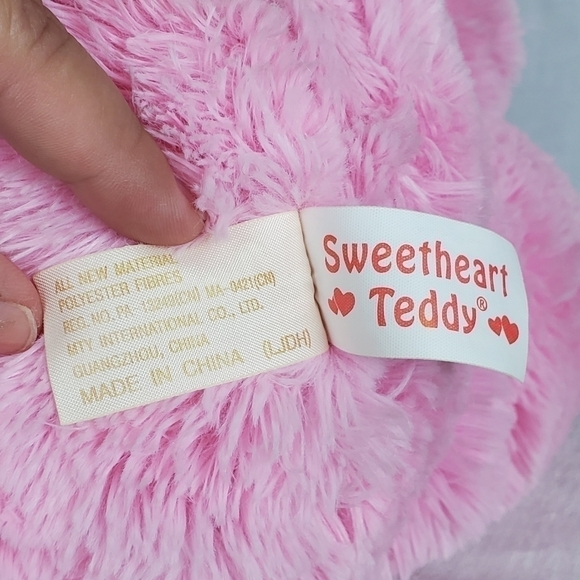 ALL NEW MATERIAL
POLYESTER FIBRES
REG. NO. PA-13249(CN) MA-0421(CN)
MTY INTERNATIONAL CO., LTD.
GUANGZHOU, CHINA
MADE IN CHINA (LJDH)
Sweetheart
Teddy®